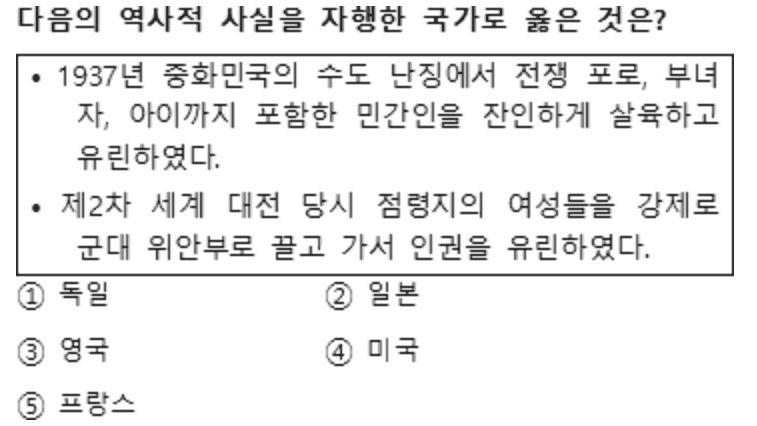 다음의 역사적 사실을 자행한 국가로 옳은 것은?
• 1937년 중화민국의 수도 난징에서 전쟁 포로, 부녀
자, 아이까지 포함한 민간인을 잔인하게 살육하고
유린하였다.
• 제2차 세계 대전 당시 점령지의 여성들을 강제로
군대 위안부로 끌고 가서 인권을 유린하였다.
① 독일 ② 일본
③ 영국 ④ 미국
⑤ 프랑스